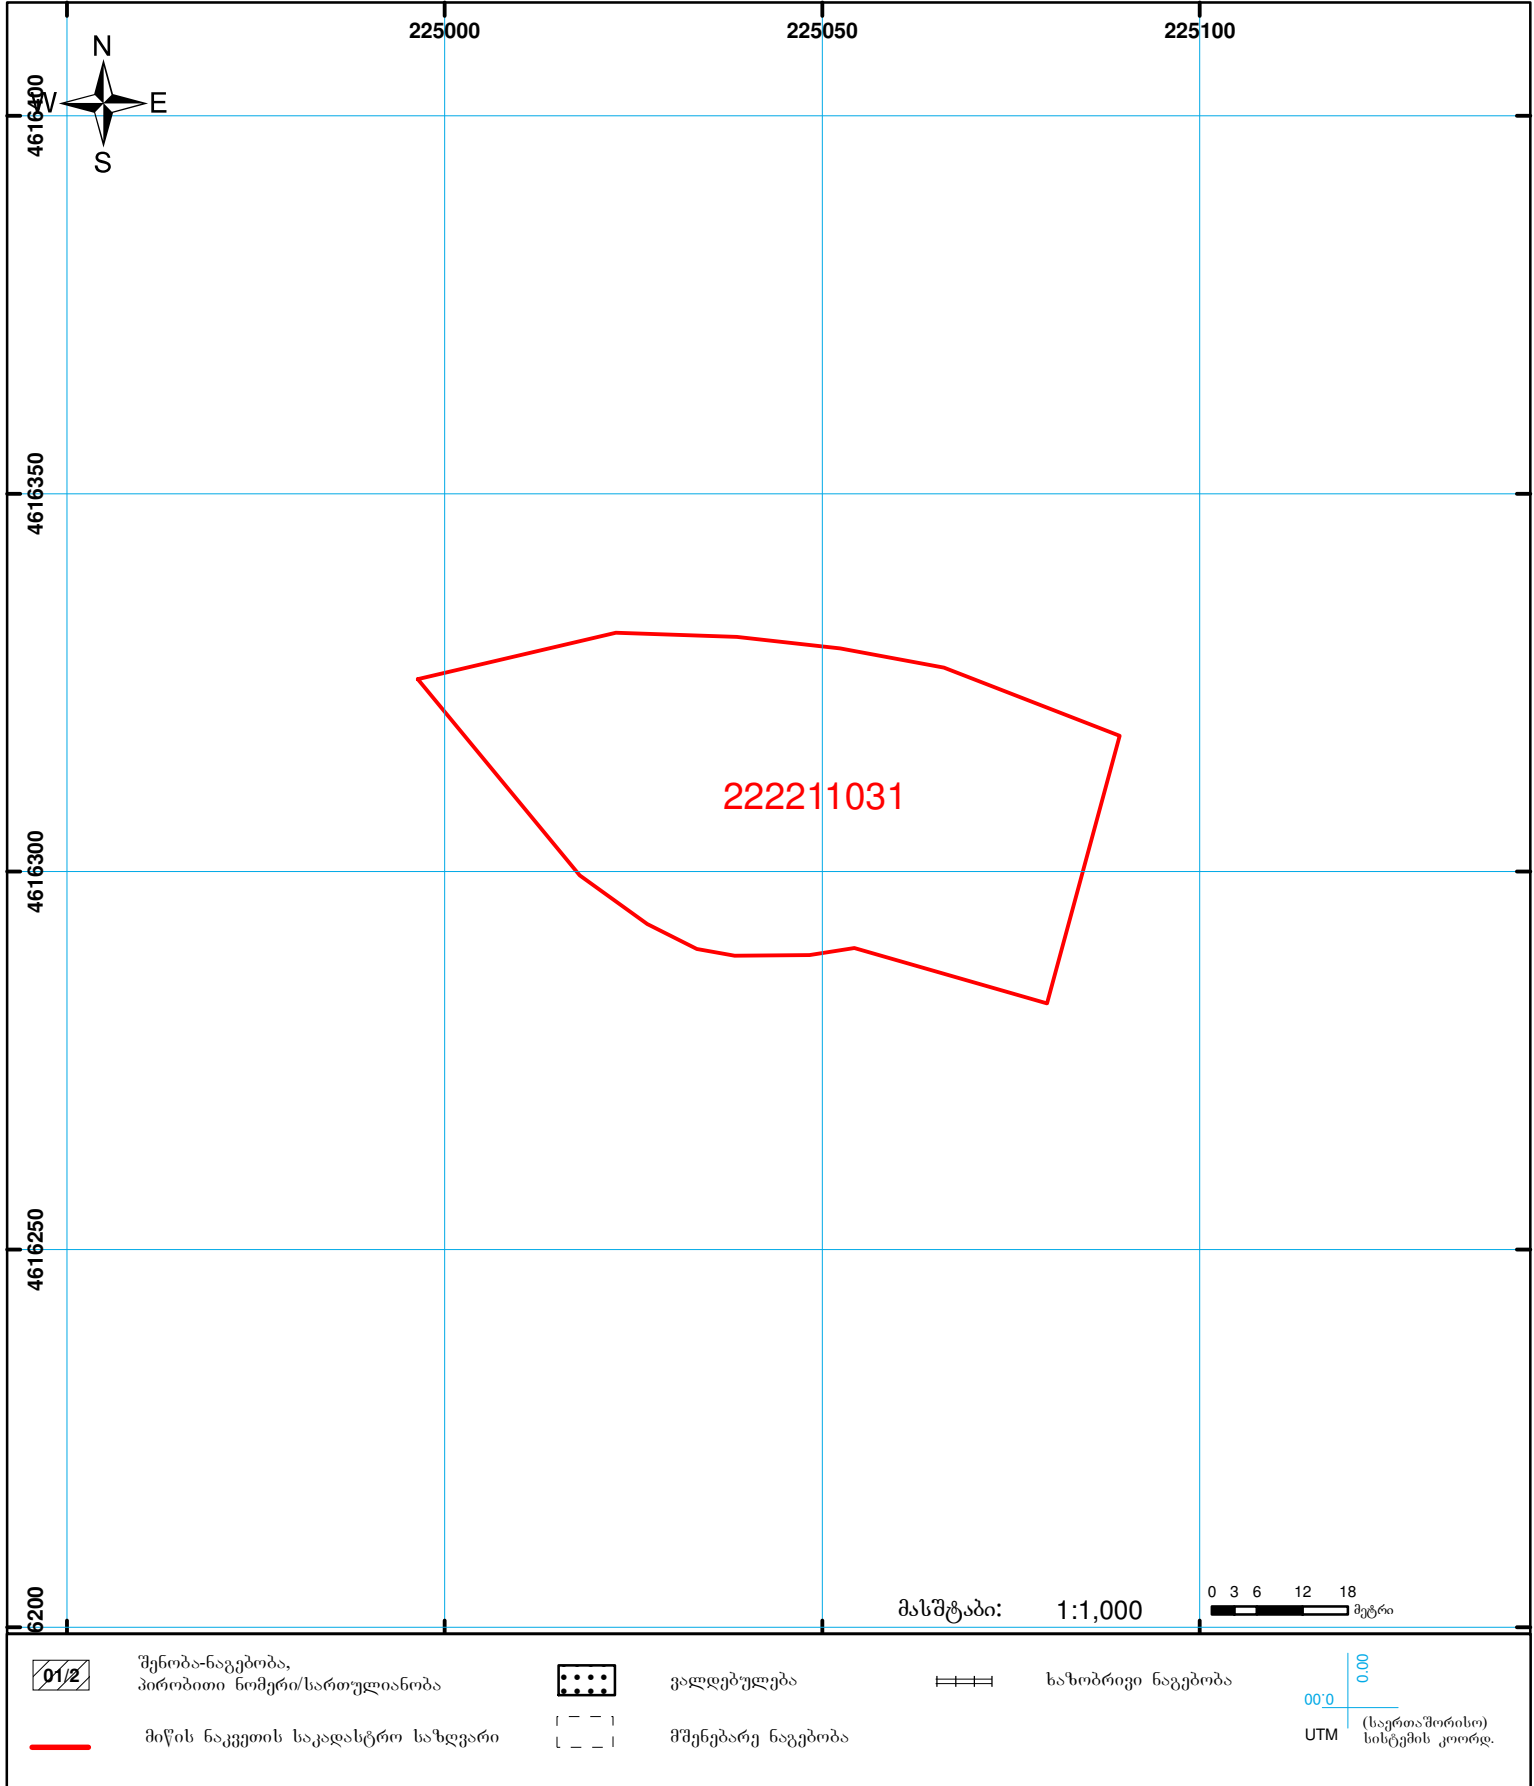 225000 225050 225100
N
W E
S
4616400
4616350
222211031
4616300
4616250
6200
მასშტაბი: 1:1,000
0 3 6 12 18
მეტრი
01/2
შენობა-ნაგებობა,
პირობითი ნომერი/სართულიანობა
ვალდებულება
ხაზობრივი ნაგებობა
მიწის ნაკვეთის საკადასტრო საზღვარი
მშენებარე ნაგებობა
0.00
00.0
UTM
(საერთაშორისო)
სისტემის კოორდ.